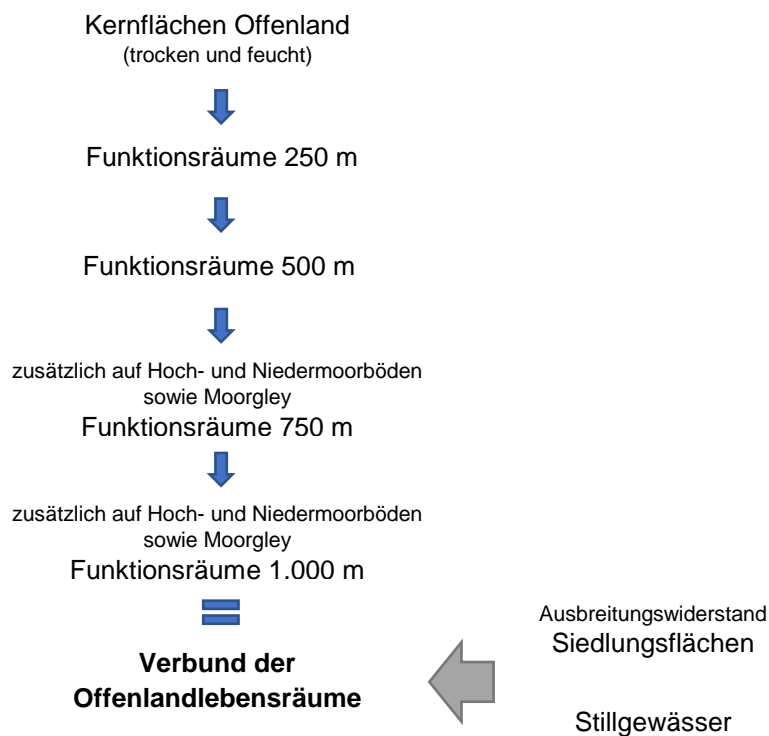 Kernflächen Offenland
(trocken und feucht)
Funktionsräume 250 m
Funktionsräume 500 m
zusätzlich auf Hoch- und Niedermoorböden
sowie Moorgley
Funktionsräume 750 m
zusätzlich auf Hoch- und Niedermoorböden
sowie Moorgley
Funktionsräume 1.000 m
Verbund der
Offenlandlebensräume
Ausbreitungswiderstand
Siedlungsflächen
Stillgewässer